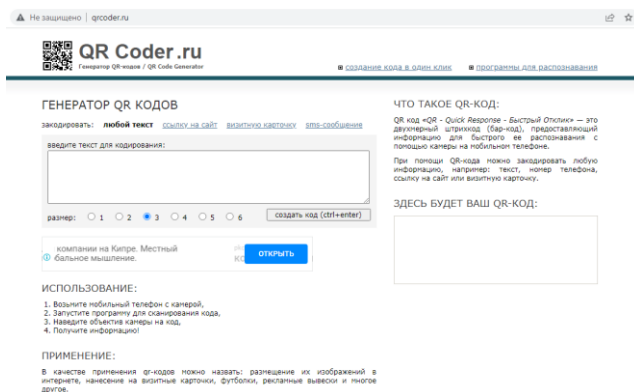 Не защищено | qrcoder.ru
QR Coder.ru
Генератор QR-кодов / QR Code Generator
создание кода в один клик
программы для распознавания
ГЕНЕРАТОР QR КОДОВ
закодировать: любой текст ссылку на сайт визитную карточку sms-сообщение
введите текст для кодирования:
размер: 1 2 3 4 5 6 создать код (ctrl+enter)
компании на Кипре. Местный
бальное мышление.
ОТКРЫТЬ
ИСПОЛЬЗОВАНИЕ:
1. Возьмите мобильный телефон с камерой,
2. Запустите программу для сканирования кода,
3. Наведите объектив камеры на код,
4. Получите информацию!
ПРИМЕНЕНИЕ:
В качестве применения qr-кодов можно назвать: размещение их изображений в
интернете, нанесение на визитные карточки, футболки, рекламные вывески и многое
другое.
ЧТО ТАКОЕ QR-КОД:
QR код «QR - Quick Response - Быстрый Отклик» — это
двухмерный штрихкод (бар-код), предоставляющий
информацию для быстрого ее распознавания с
помощью камеры на мобильном телефоне.
При помощи QR-кода можно закодировать любую
информацию, например: текст, номер телефона,
ссылку на сайт или визитную карточку.
ЗДЕСЬ БУДЕТ ВАШ QR-КОД: